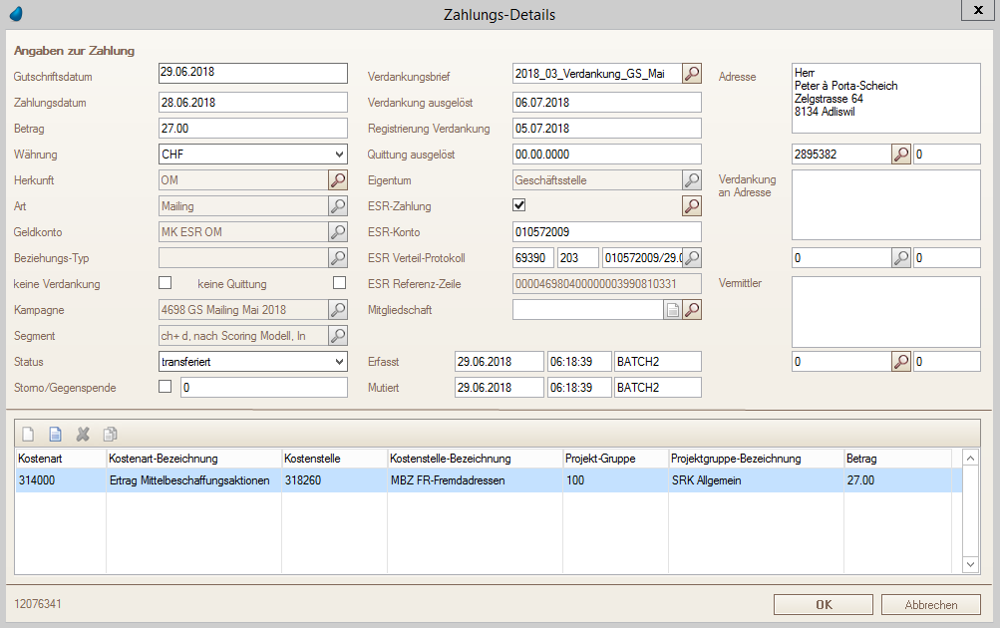 Zahlungs-Details
Angaben zur Zahlung
Gutschriftsdatum 29.06.2018 Verdankungsbrief 2018_03_Verdankung_GS_Mai Adresse Herr
Peter à Porta-Scheich
Zelgstrasse 64
8134 Adliswil
Zahlungsdatum 28.06.2018 Verdankung ausgelöst 06.07.2018
Betrag 27.00 Registrierung Verdankung 05.07.2018
Währung CHF Quittung ausgelöst 00.00.0000 2895382 0
Herkunft OM Eigentum Geschäftsstelle Verdankung
an Adresse
Art Mailing ESR-Zahlung
Geldkonto MK ESR OM ESR-Konto 010572009
Beziehungs-Typ ESR Verteil-Protokoll 69390 203 010572009/29.0 0 0
keine Verdankung keine Quittung ESR Referenz-Zeile 000046980400000003990810331 Vermittler
Kampagne 4698 GS Mailing Mai 2018 Mitgliedschaft
Segment ch+ d, nach Scoring Modell, In
Status transferiert Erfasst 29.06.2018 06:18:39 BATCH2 0 0
Storno/Gegenspende 0 Mutiert 29.06.2018 06:18:39 BATCH2
Kostenart Kostenart-Bezeichnung Kostenstelle Kostenstelle-Bezeichnung Projekt-Gruppe Projektgruppe-Bezeichnung Betrag
314000 Ertrag Mittelbeschaffungsaktionen 318260 MBZ FR-Fremdadressen 100 SRK Allgemein 27.00
12076341 OK Abbrechen